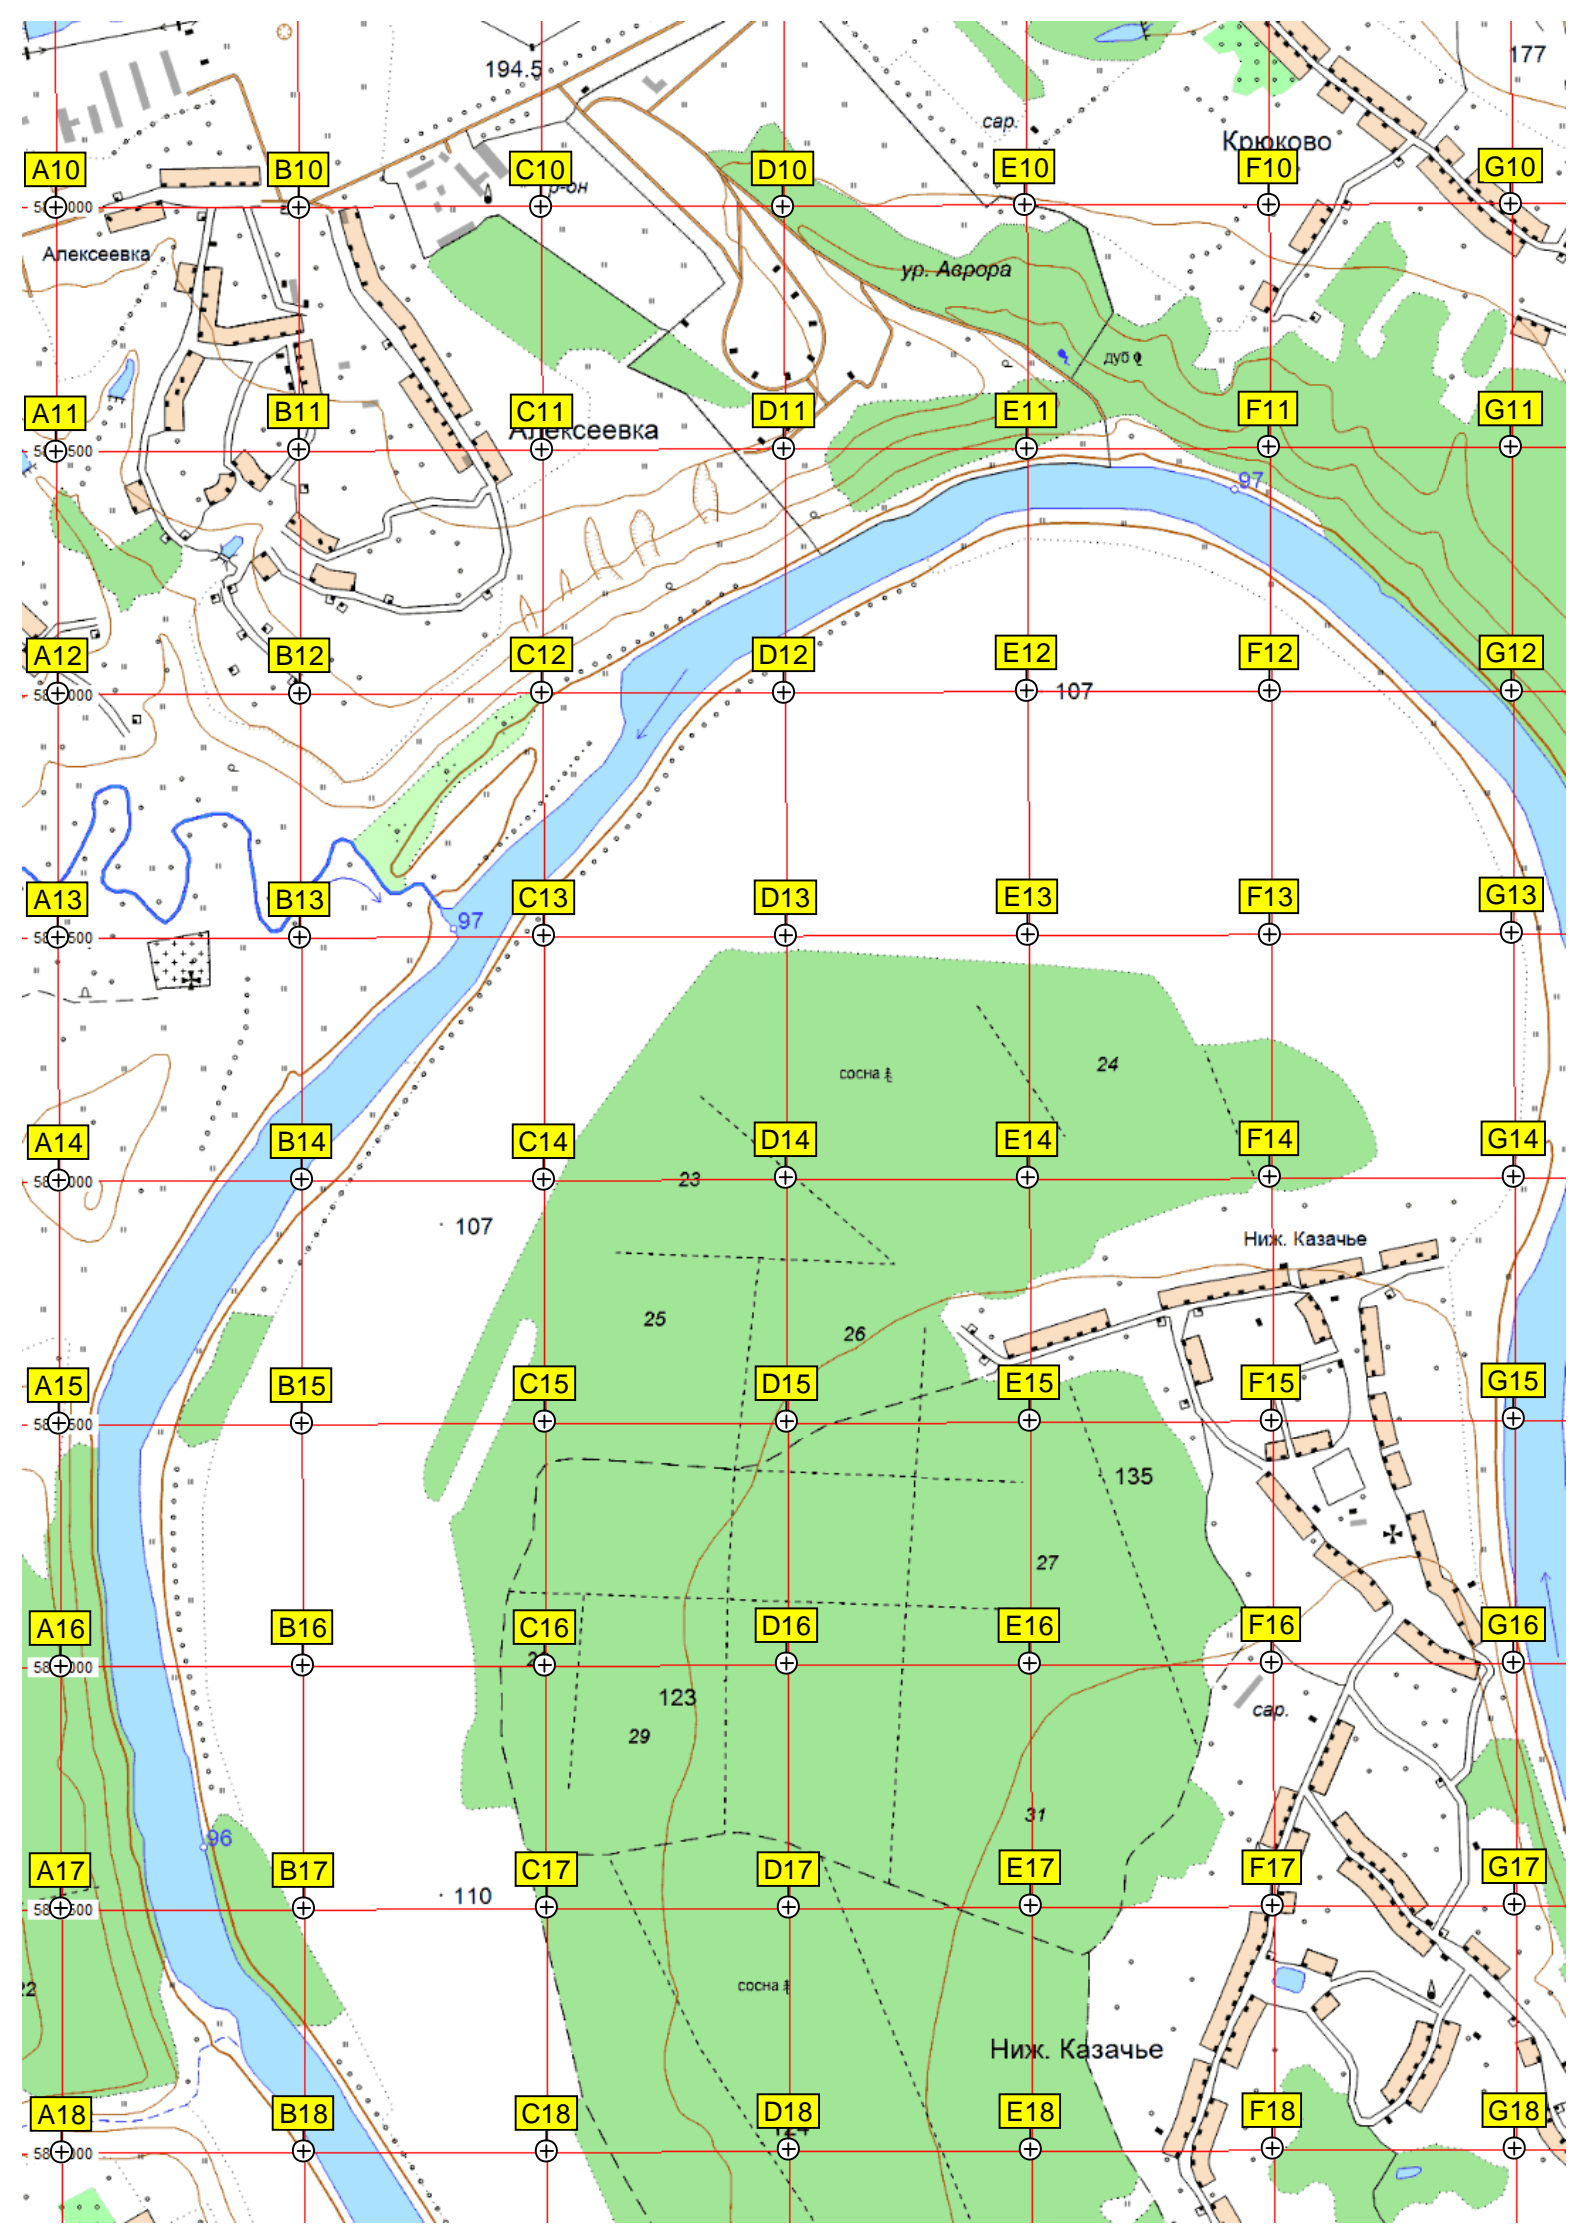 194.5
177
сар.
Крюково
A10 B10 C10 D10 E10 F10 G10
р-он
Алексеевка
ур. Аврора
дуб
A11 B11 C11 D11 E11 F11 G11
Алексеевка
97
A12 B12 C12 D12 E12 F12 G12
107
A13 B13 C13 D13 E13 F13 G13
97
24
сосна
A14 B14 C14 D14 E14 F14 G14
23
107
Ниж. Казачье
25
26
A15 B15 C15 D15 E15 F15 G15
135
27
A16 B16 C16 D16 E16 F16 G16
123
сар.
29
31
96
A17 B17 C17 D17 E17 F17 G17
110
сосна
Ниж. Казачье
A18 B18 C18 D18 E18 F18 G18